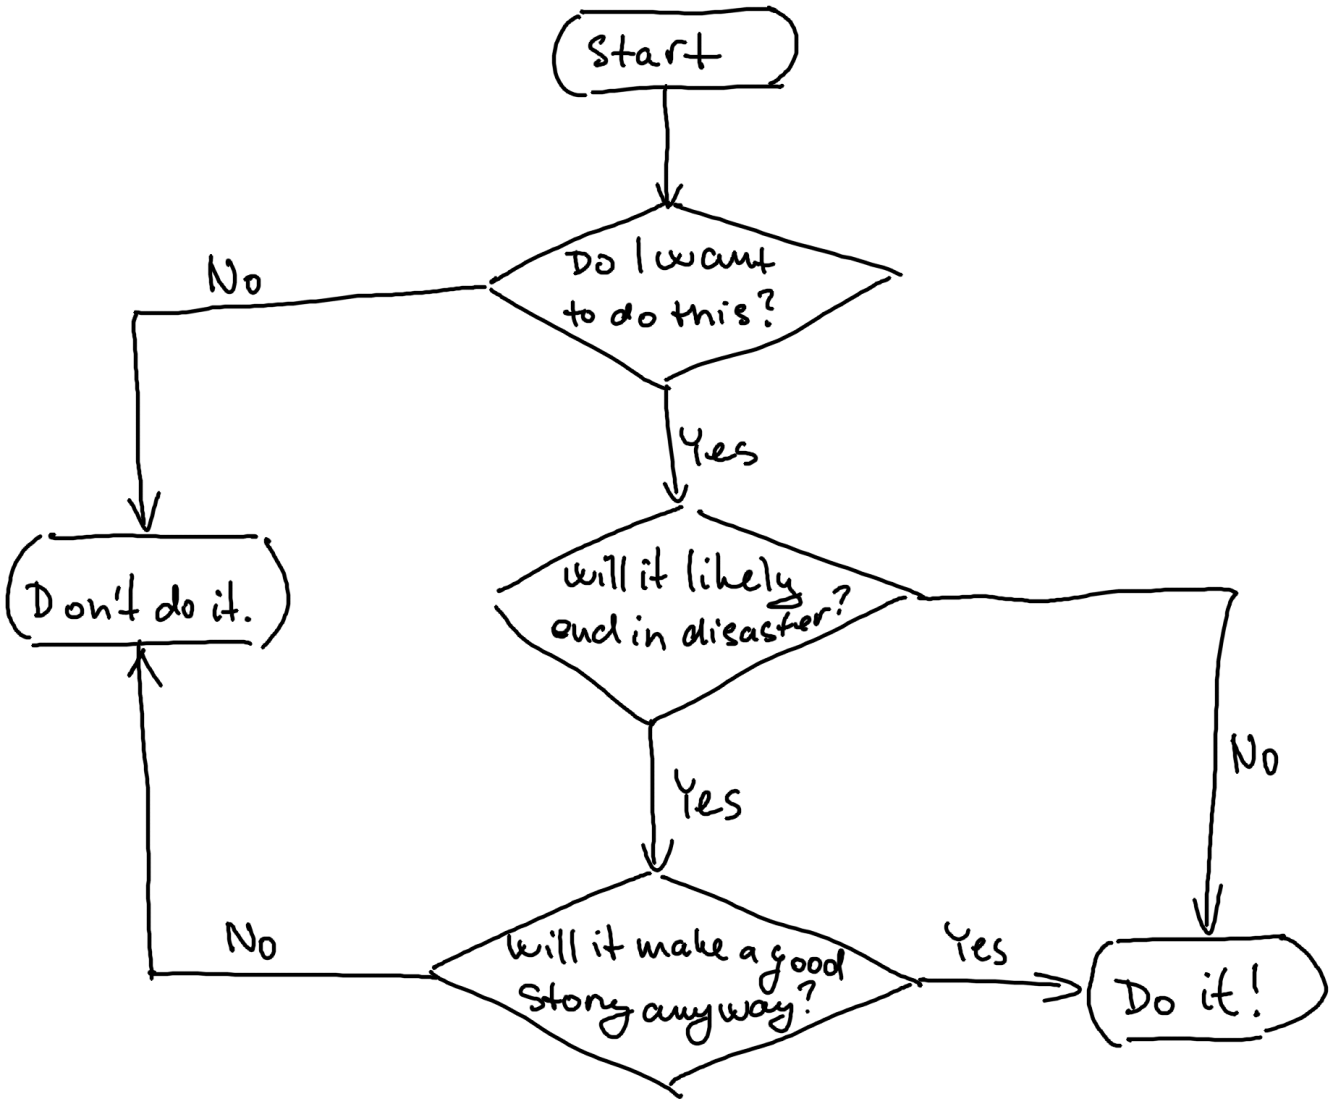 Start
Do I want
to do this?
No
Yes
Will it likely
end in disaster?
Don't do it.
No
Yes
Will it make a good
story anyway?
No
Yes
Do it!